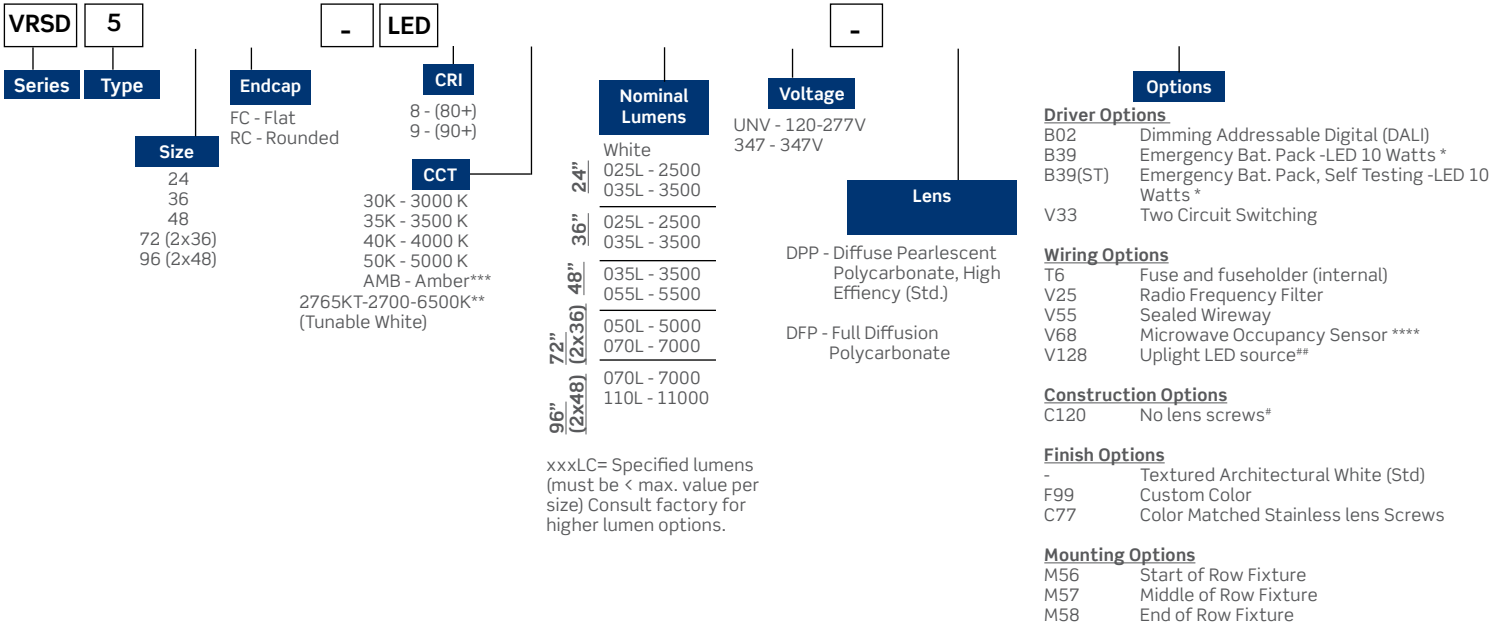 VRSD 5 - LED -
Series Type
Endcap
FC - Flat
RC - Rounded
Size
24
36
48
72 (2x36)
96 (2x48)
CRI
8 - (80+)
9 - (90+)
CCT
30K - 3000 K
35K - 3500 K
40K - 4000 K
50K - 5000 K
AMB - Amber***
2765KT-2700-6500K**
(Tunable White)
Nominal
Lumens
White
24”
025L - 2500
035L - 3500
36”
025L - 2500
035L - 3500
48”
035L - 3500
055L - 5500
72”
(2x36)
050L - 5000
070L - 7000
96”
(2x48)
070L - 7000
110L - 11000
xxxLC= Specified lumens
(must be < max. value per
size) Consult factory for
higher lumen options.
Voltage
UNV - 120-277V
347 - 347V
Lens
DPP - Diffuse Pearlescent
Polycarbonate, High
Effiency (Std.)
DFP - Full Diffusion
Polycarbonate
Options
Driver Options
B02 Dimming Addressable Digital (DALI)
B39 Emergency Bat. Pack -LED 10 Watts *
B39(ST) Emergency Bat. Pack, Self Testing -LED 10
Watts *
V33 Two Circuit Switching
Wiring Options
T6 Fuse and fuseholder (internal)
V25 Radio Frequency Filter
V55 Sealed Wireway
V68 Microwave Occupancy Sensor ****
V128 Uplight LED source##
Construction Options
C120 No lens screws#
Finish Options
- Textured Architectural White (Std)
F99 Custom Color
C77 Color Matched Stainless lens Screws
Mounting Options
M56 Start of Row Fixture
M57 Middle of Row Fixture
M58 End of Row Fixture